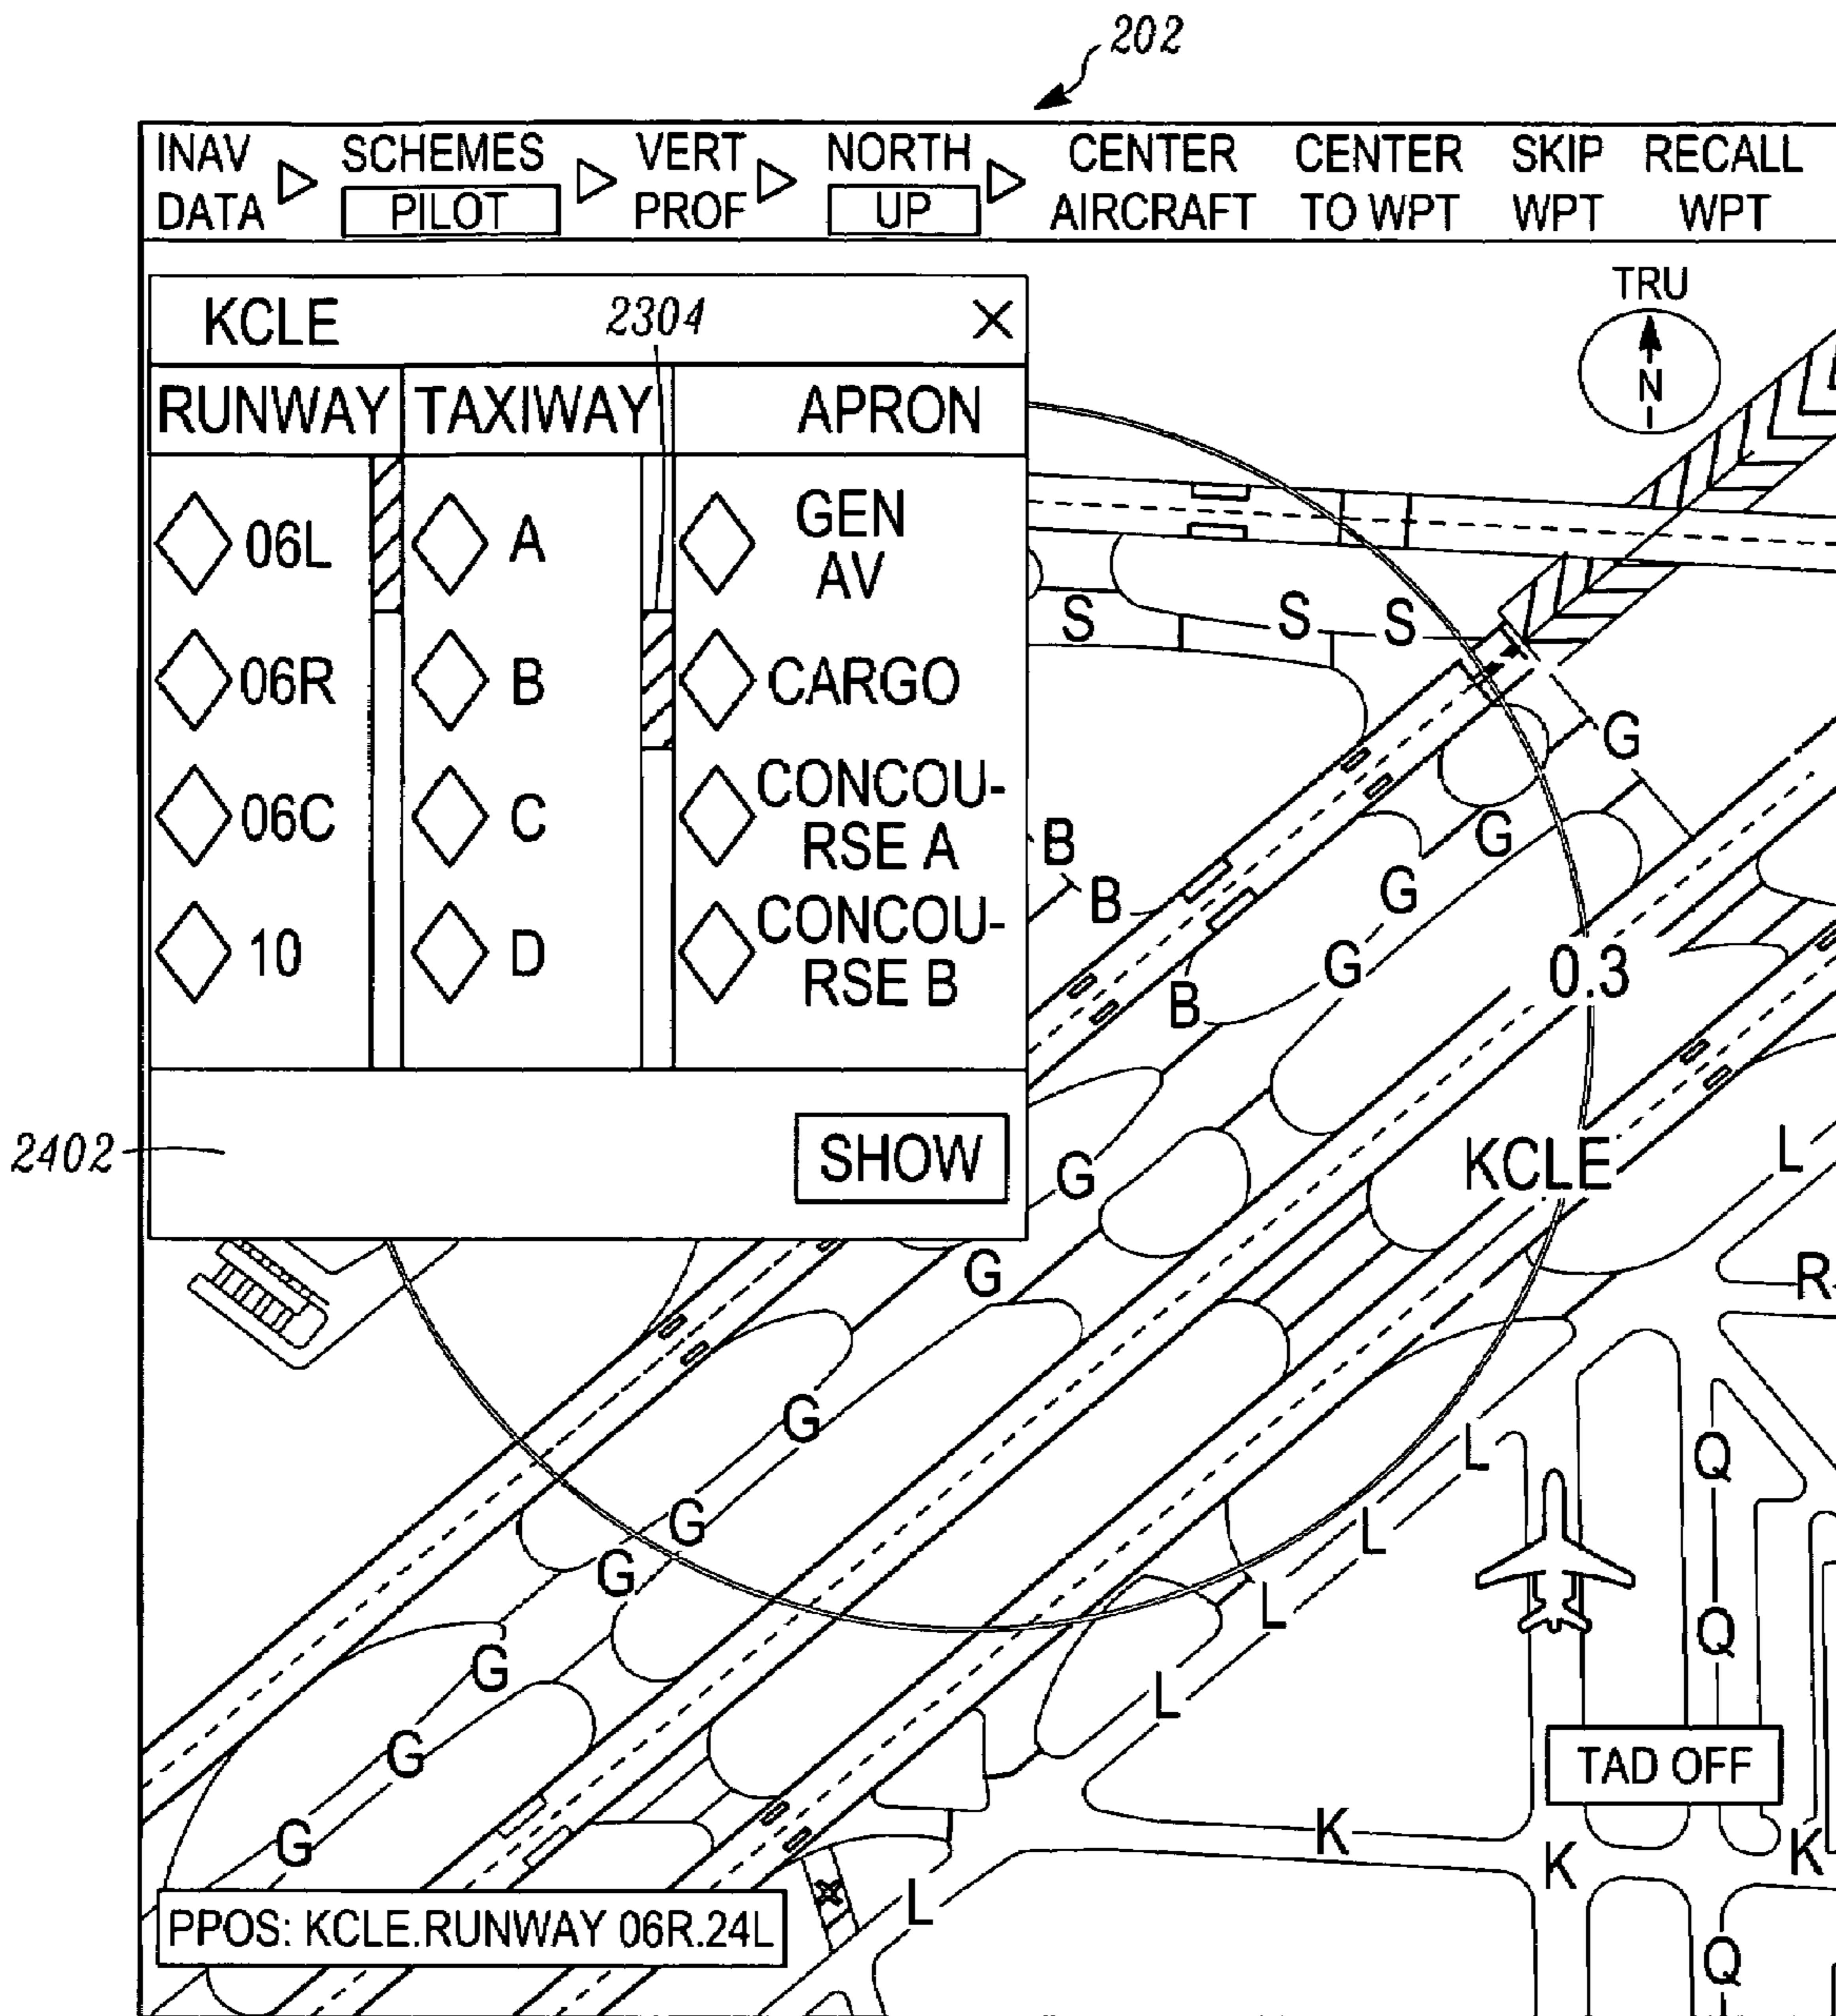 202
INAV DATA
SCHEMES PILOT
VERT PROF
NORTH UP
CENTER AIRCRAFT
CENTER TO WPT
SKIP WPT
RECALL WPT
KCLE
2304
TRU
N
RUNWAY TAXIWAY APRON
06L A GEN AV
06R B CARGO
06C C CONCOU-
RSE A
10 D CONCOU-
RSE B
2402
SHOW
S S S
G
G
B
B
B
G
G
0.3
KCLE
L
G
G
R
G
L
Q
G
L
G
L
Q
G
L
G
TAD OFF
G
K
K
K
L
PPOS: KCLE.RUNWAY 06R.24L
Q